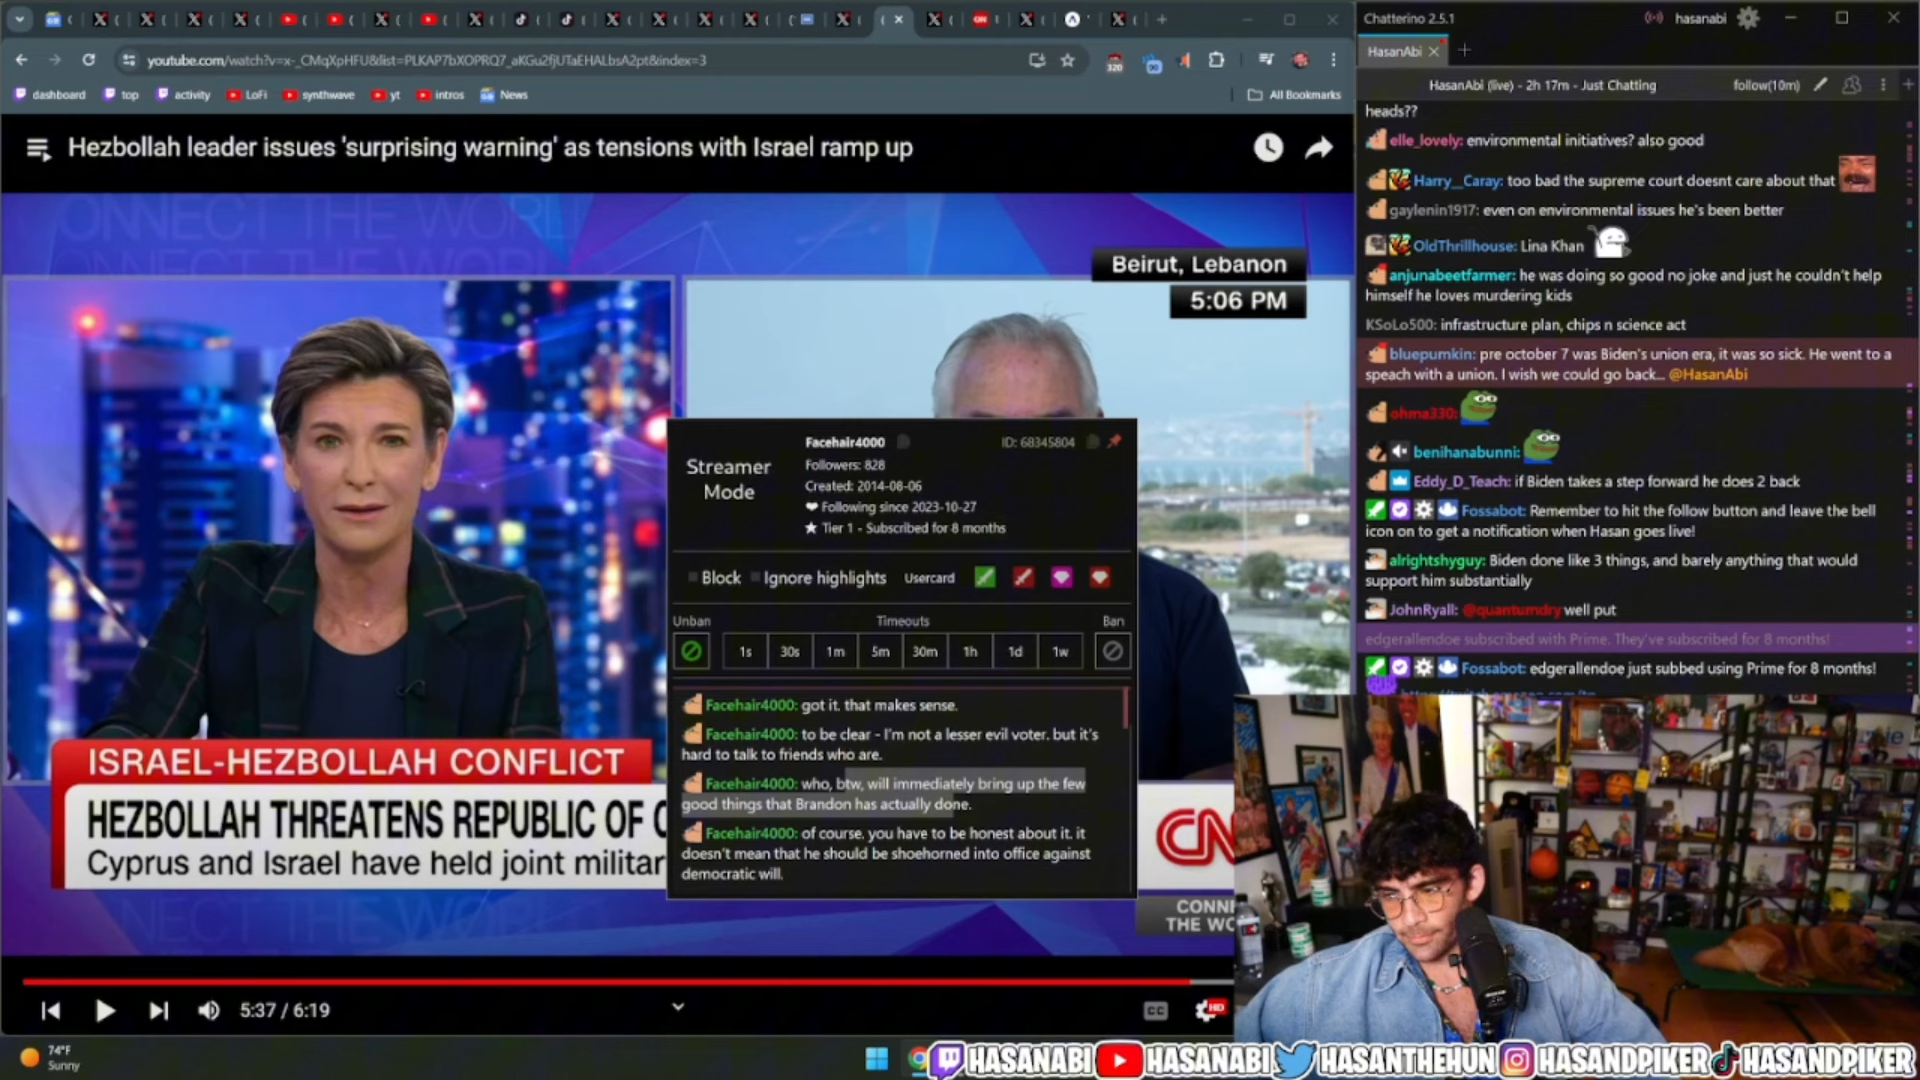 youtube.com/watch?v=x-_CMqXpHFU&list=PLKAP7bXOPRQ7_aKGu2fjUTaEHALbsA2pt&index=3
320
90
dashboard
top
activity
LoFi
synthwave
yt
intros
News
All Bookmarks
Hezbollah leader issues 'surprising warning' as tensions with Israel ramp up
Beirut, Lebanon
5:06 PM
ISRAEL-HEZBOLLAH CONFLICT
HEZBOLLAH THREATENS REPUBLIC OF C
Cyprus and Israel have held joint militar
CN
CONNE
THE WO
Streamer
Mode
Facehair4000
ID: 68345804
Followers: 828
Created: 2014-08-06
Following since 2023-10-27
Tier 1 - Subscribed for 8 months
Block
Ignore highlights
Usercard
Unban
Timeouts
Ban
1s
30s
1m
5m
30m
1h
1d
1w
Facehair4000: got it. that makes sense.
Facehair4000: to be clear - I'm not a lesser evil voter. but it's
hard to talk to friends who are.
Facehair4000: who, btw, will immediately bring up the few
good things that Brandon has actually done.
Facehair4000: of course. you have to be honest about it. it
doesn't mean that he should be shoehorned into office against
democratic will.
5:37 / 6:19
CC
HD
74°F
Sunny
Chatterino 2.5.1
hasanabi
HasanAbi
HasanAbi (live) - 2h 17m - Just Chatting
follow(10m)
heads??
elle_lovely: environmental initiatives? also good
Harry__Caray: too bad the supreme court doesnt care about that
gaylenin1917: even on environmental issues he's been better
OldThrillhouse: Lina Khan
anjunabeetfarmer: he was doing so good no joke and just he couldn't help
himself he loves murdering kids
KSoLo500: infrastructure plan, chips n science act
bluepumkin: pre october 7 was Biden's union era, it was so sick. He went to a
speach with a union. I wish we could go back... @HasanAbi
ohma330:
benihanabunni:
Eddy_D_Teach: if Biden takes a step forward he does 2 back
Fossabot: Remember to hit the follow button and leave the bell
icon on to get a notification when Hasan goes live!
alrightshyguy: Biden done like 3 things, and barely anything that would
support him substantially
JohnRyall: @quantumdry well put
edgerallendoe subscribed with Prime. They've subscribed for 8 months!
Fossabot: edgerallendoe just subbed using Prime for 8 months!
HASANABI
HASANABI
HASANTHEHUN
HASANDPIKER
HASANDPIKER